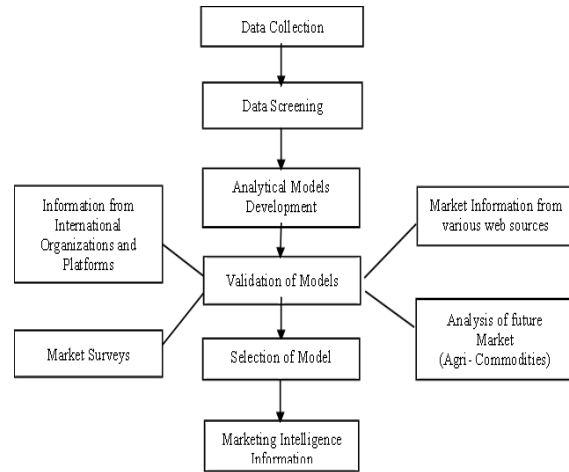 Data Collection
Data Screening
Analytical Models
Development
Information from
International
Organizations and
Platforms
Market Information from
various web sources
Validation of Models
Market Surveys
Analysis of future
Market
(Agri- Commodities)
Selection of Model
Marketing Intelligence
Information